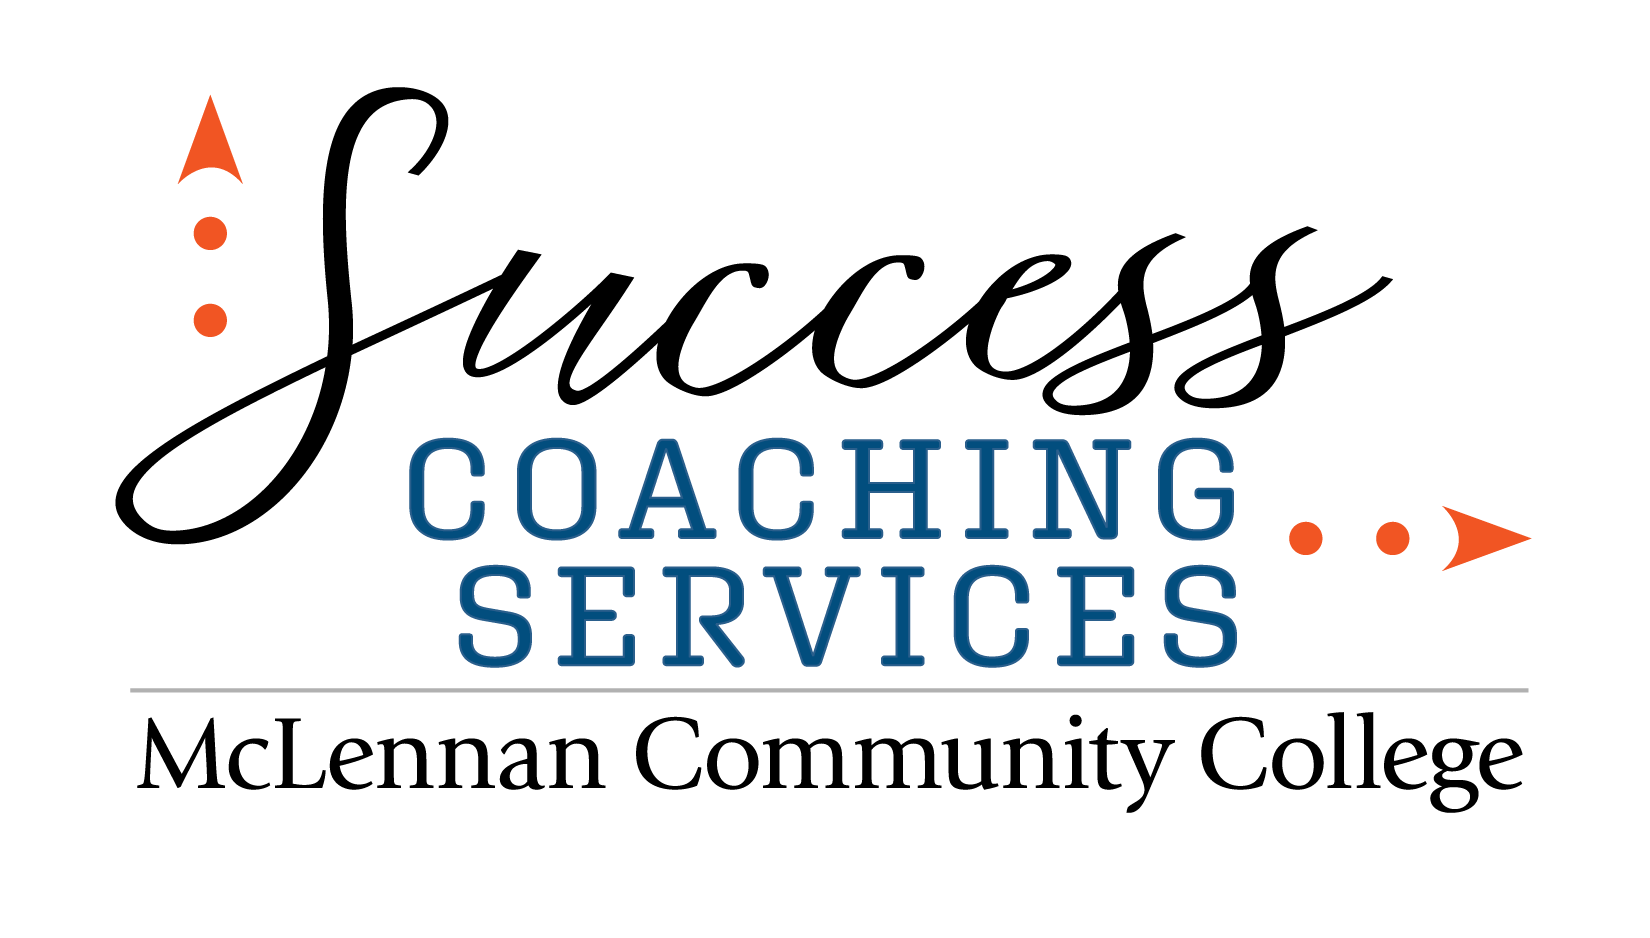 Success
COACHING
SERVICES
McLennan Community College